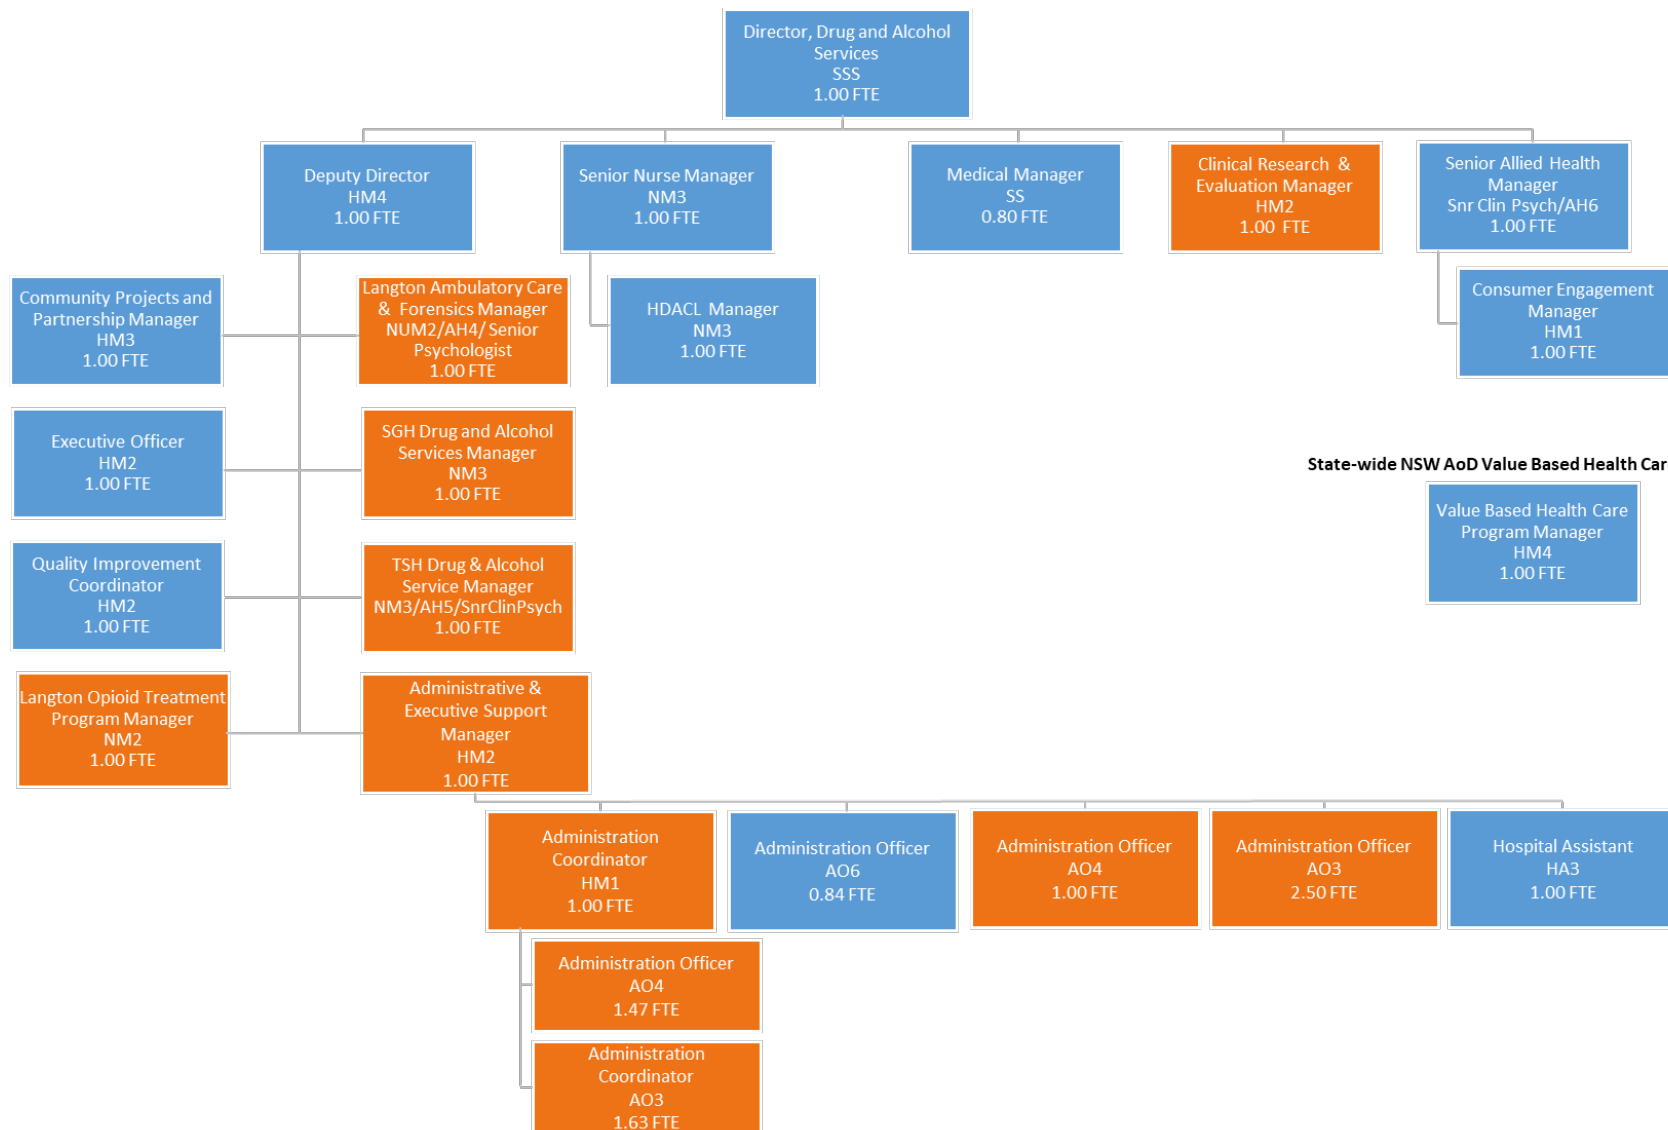 Director, Drug and Alcohol
Services
SSS
1.00 FTE
Deputy Director
HM4
1.00 FTE
Senior Nurse Manager
NM3
1.00 FTE
Medical Manager
SS
0.80 FTE
Clinical Research &
Evaluation Manager
HM2
1.00 FTE
Senior Allied Health
Manager
Snr Clin Psych/AH6
1.00 FTE
Community Projects and
Partnership Manager
HM3
1.00 FTE
Langton Ambulatory Care
& Forensics Manager
NUM2/AH4/ Senior
Psychologist
1.00 FTE
HDACL Manager
NM3
1.00 FTE
Consumer Engagement
Manager
HM1
1.00 FTE
Executive Officer
HM2
1.00 FTE
SGH Drug and Alcohol
Services Manager
NM3
1.00 FTE
State-wide NSW AoD Value Based Health Car
Value Based Health Care
Program Manager
HM4
1.00 FTE
Quality Improvement
Coordinator
HM2
1.00 FTE
TSH Drug & Alcohol
Service Manager
NM3/AH5/SnrClinPsych
1.00 FTE
Langton Opioid Treatment
Program Manager
NM2
1.00 FTE
Administrative &
Executive Support
Manager
HM2
1.00 FTE
Administration
Coordinator
HM1
1.00 FTE
Administration Officer
AO6
0.84 FTE
Administration Officer
AO4
1.00 FTE
Administration Officer
AO3
2.50 FTE
Hospital Assistant
HA3
1.00 FTE
Administration Officer
AO4
1.47 FTE
Administration
Coordinator
AO3
1.63 FTE